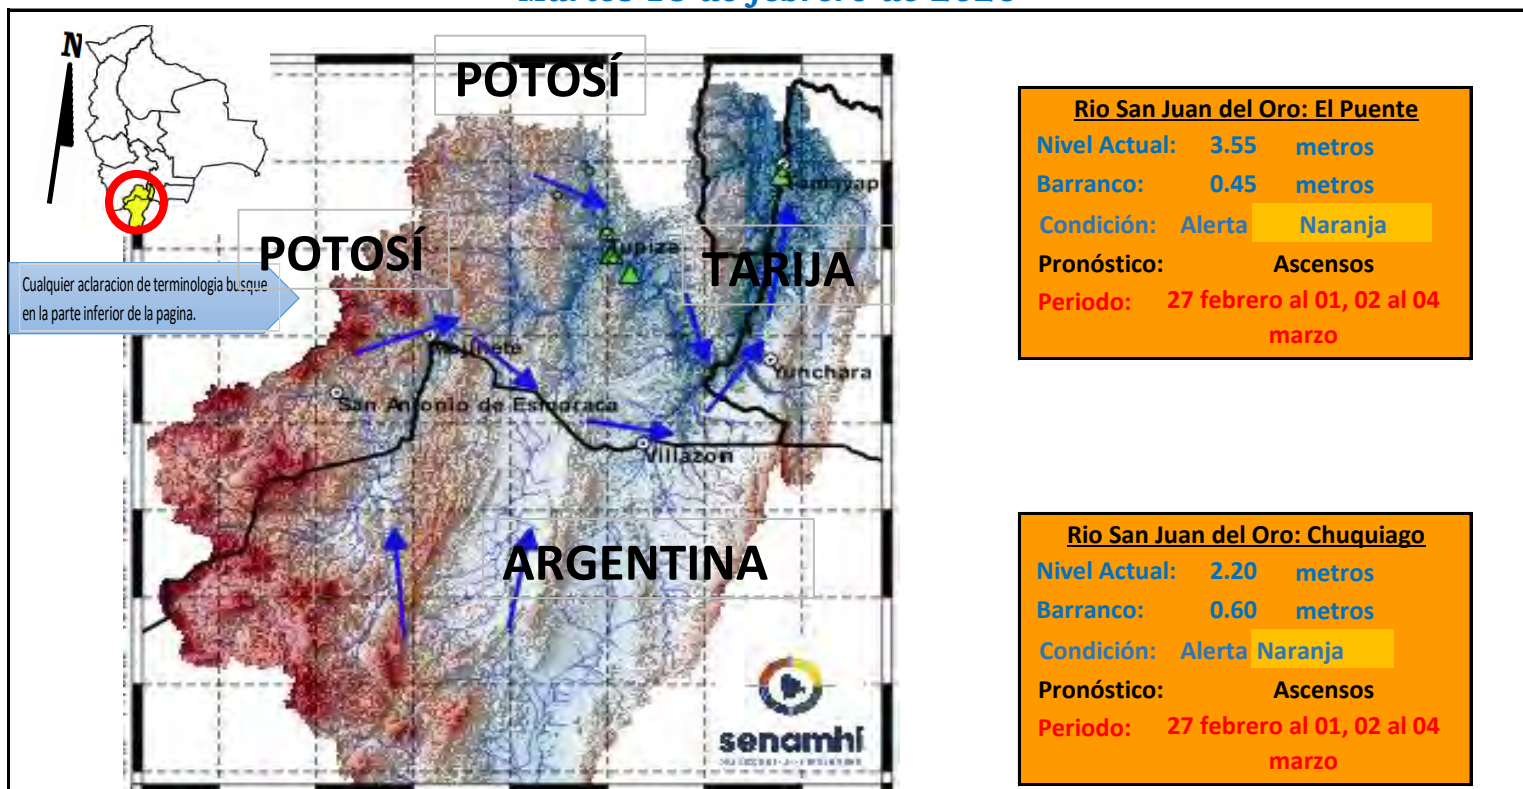 N
POTOSÍ
POTOSÍ
TARIJA
ARGENTINA
Tupiza
Yunchara
San Antonio de Esmoraca
Villazon
Cualquier aclaracion de terminologia busque
en la parte inferior de la pagina.
senamhi
Rio San Juan del Oro: El Puente
Nivel Actual: 3.55 metros
Barranco: 0.45 metros
Condición: Alerta Naranja
Pronóstico: Ascensos
Periodo: 27 febrero al 01, 02 al 04
marzo
Rio San Juan del Oro: Chuquiago
Nivel Actual: 2.20 metros
Barranco: 0.60 metros
Condición: Alerta Naranja
Pronóstico: Ascensos
Periodo: 27 febrero al 01, 02 al 04
marzo